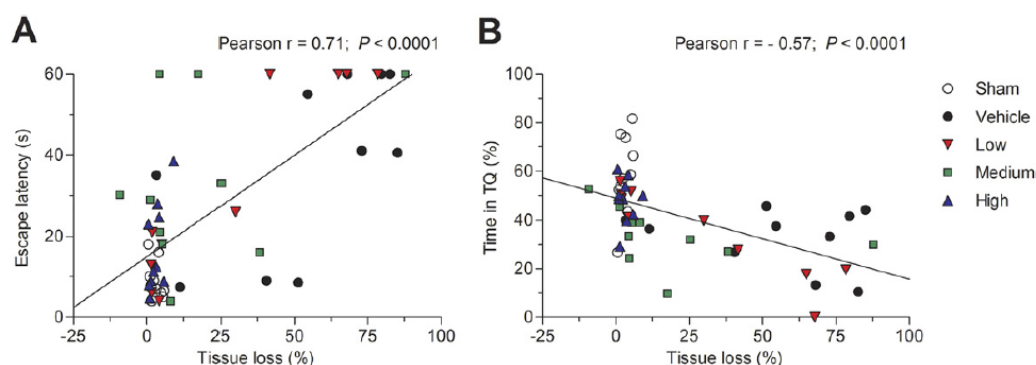 A
Pearson r = 0.71; P < 0.0001
Escape latency (s)
60
40
20
0
-25
0
25
50
75
100
Tissue loss (%)
B
Pearson r = - 0.57; P < 0.0001
Time in TQ (%)
100
80
60
40
20
0
-25
0
25
50
75
100
Tissue loss (%)
Sham
Vehicle
Low
Medium
High